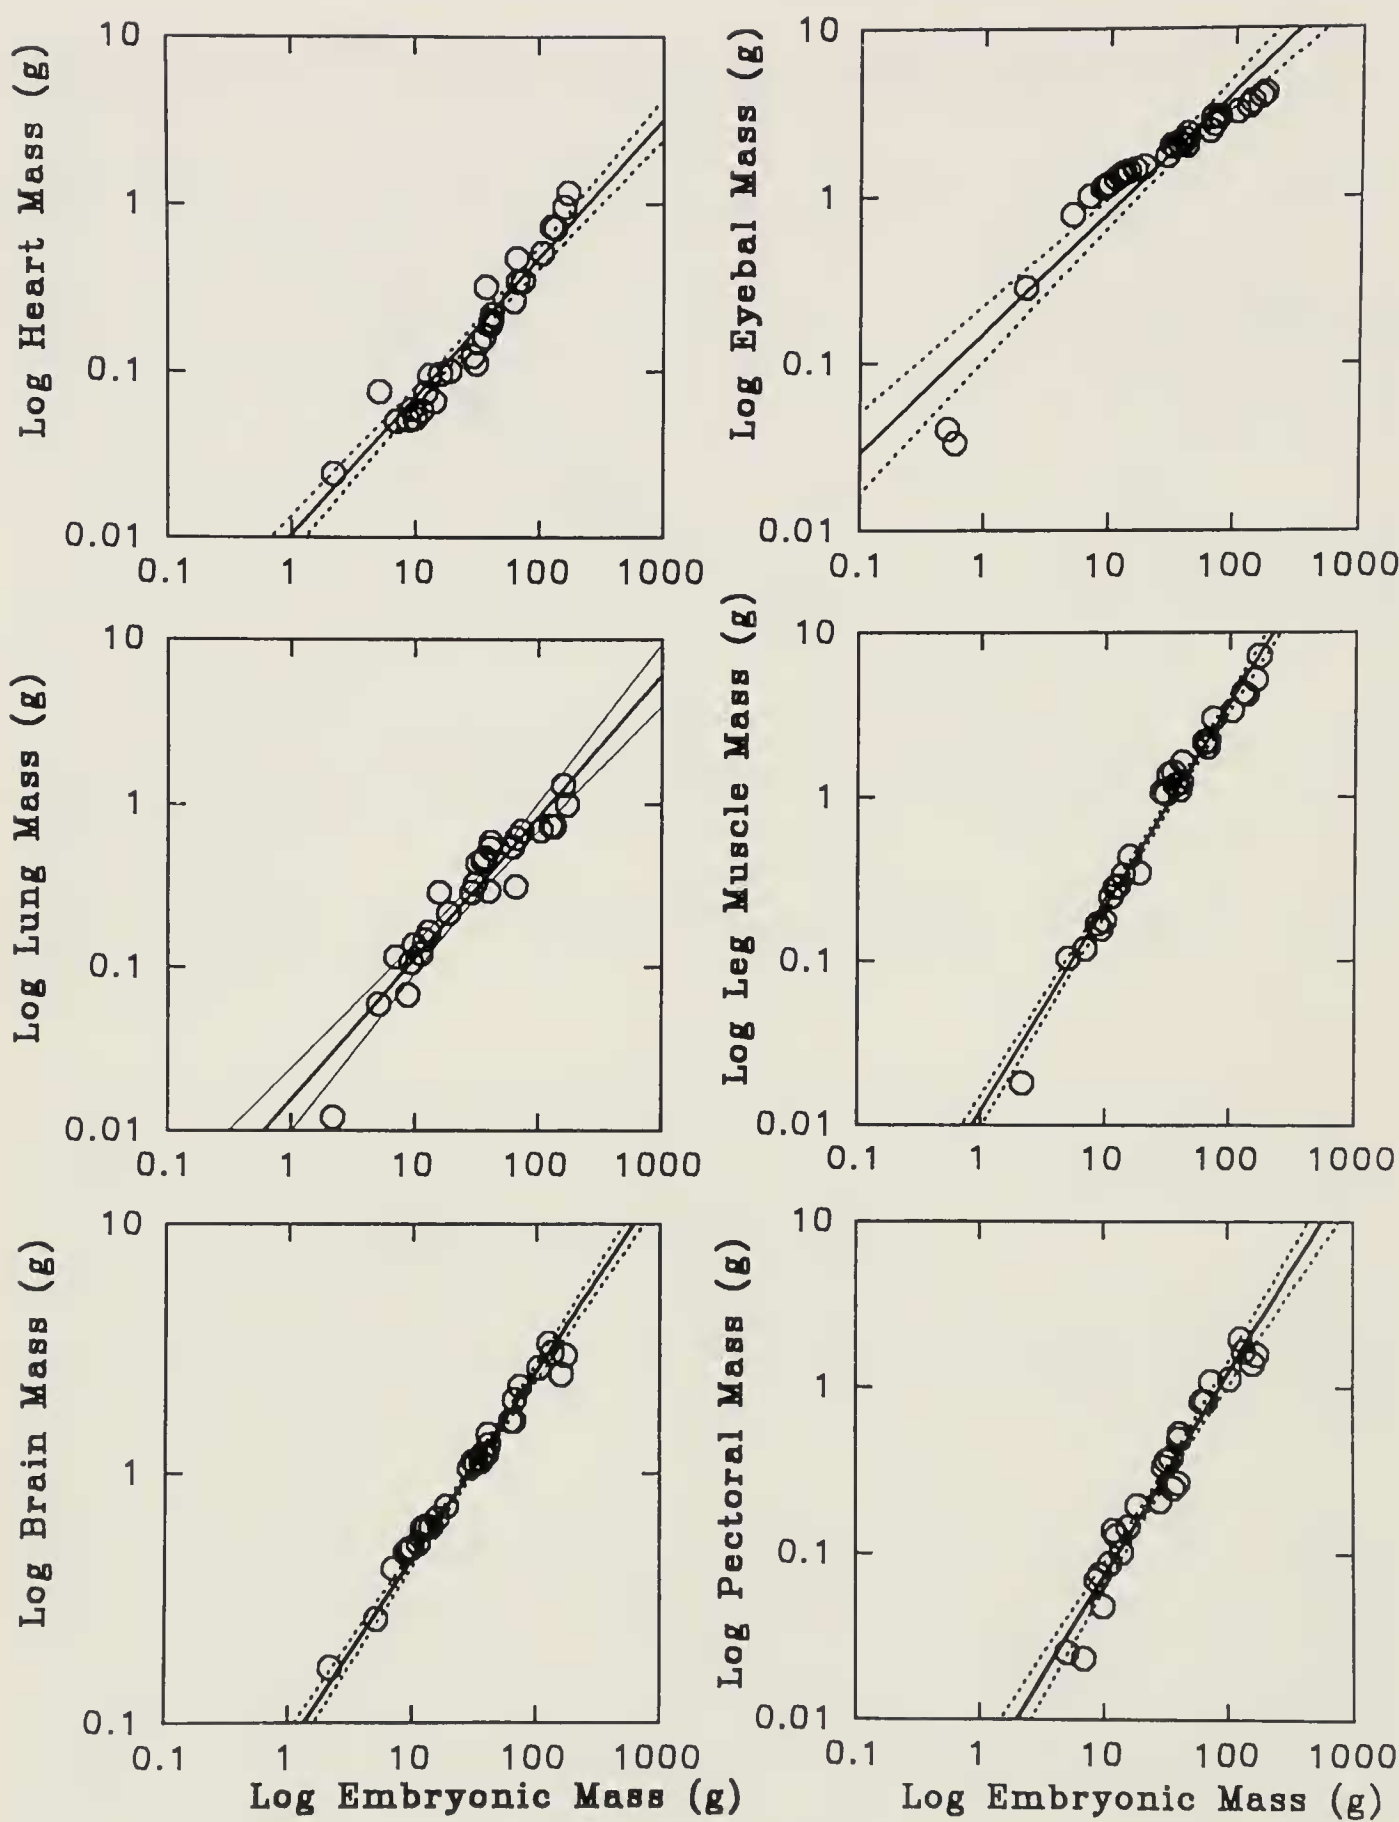 Log Heart Mass (g)
10
1
0.1
0.01
0.1 1 10 100 1000
Log Eyebal Mass (g)
10
1
0.1
0.01
0.1 1 10 100 1000
Log Lung Mass (g)
10
1
0.1
0.01
0.1 1 10 100 1000
Log Leg Muscle Mass (g)
10
1
0.1
0.01
0.1 1 10 100 1000
Log Brain Mass (g)
10
1
0.1
0.1 1 10 100 1000
Log Embryonic Mass (g)
Log Pectoral Mass (g)
10
1
0.1
0.01
0.1 1 10 100 1000
Log Embryonic Mass (g)